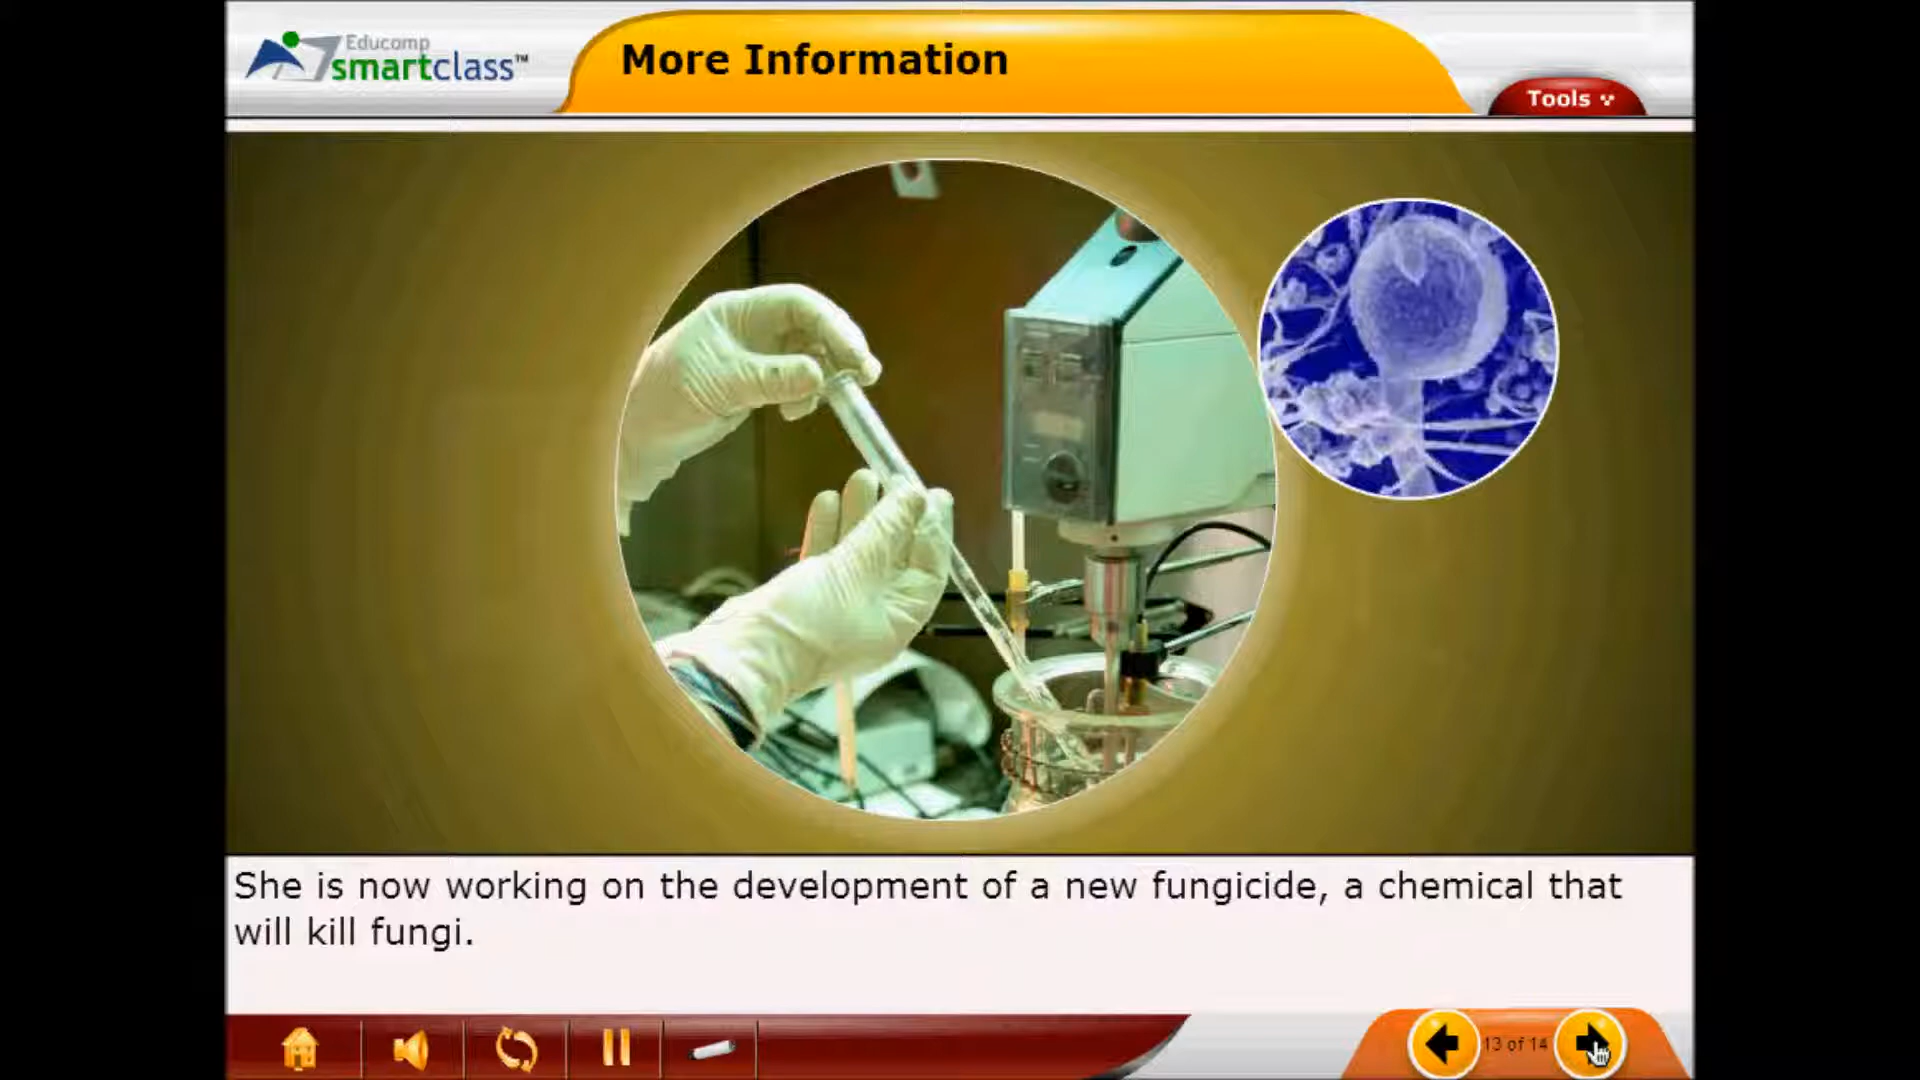 Educomp
smartclass™
More Information
Tools
She is now working on the development of a new fungicide, a chemical that
will kill fungi.
13 of 14